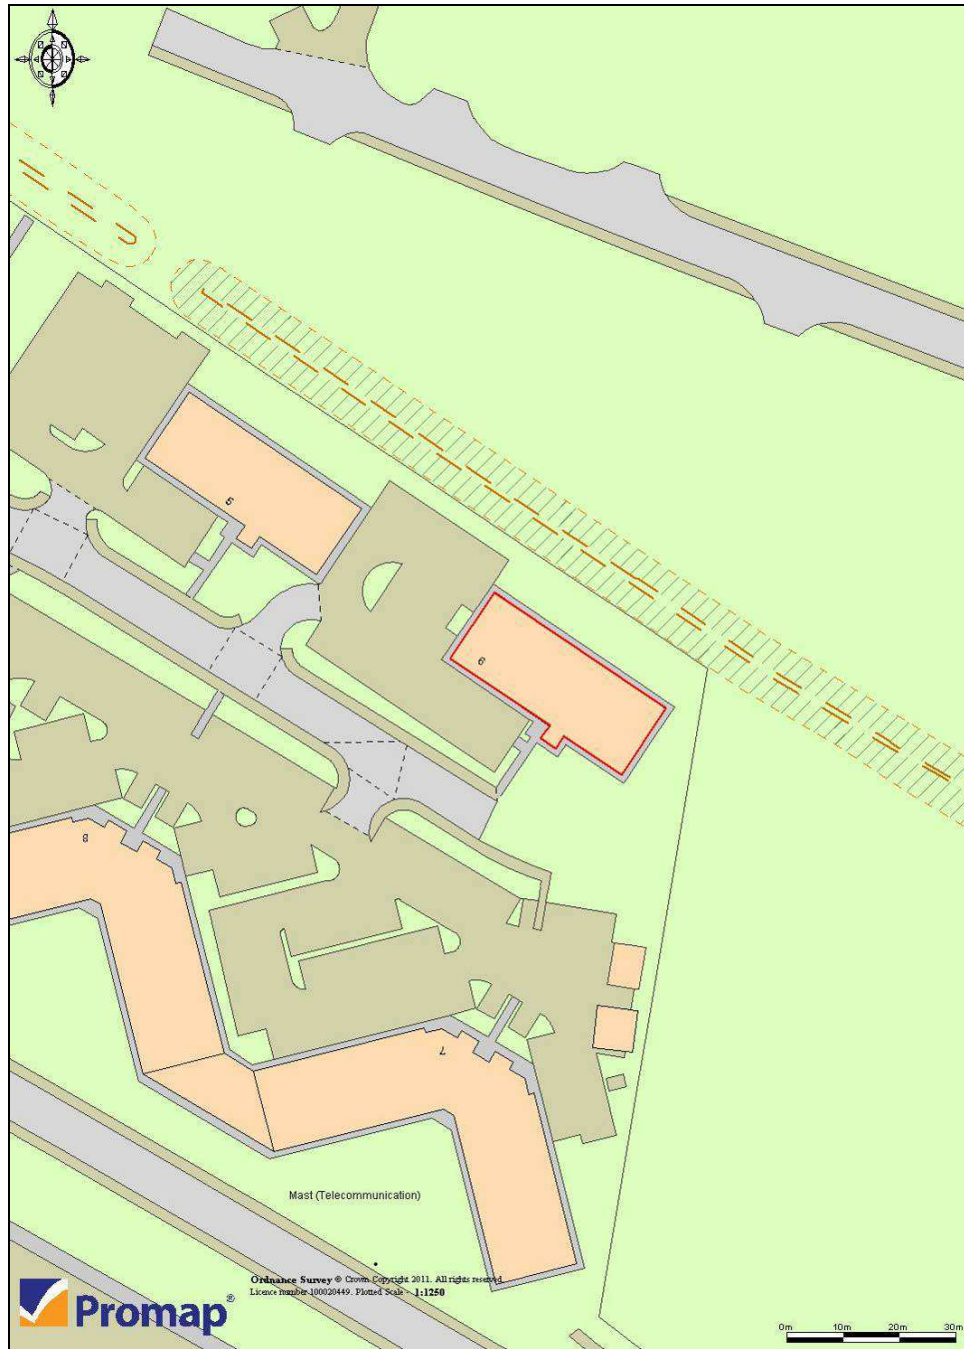 5
6
8
7
Mast (Telecommunication)
Ordnance Survey © Crown Copyright 2011. All rights reserved.
Licence number 100020449. Plotted Scale - 1:1250
Promap®
0m 10m 20m 30m